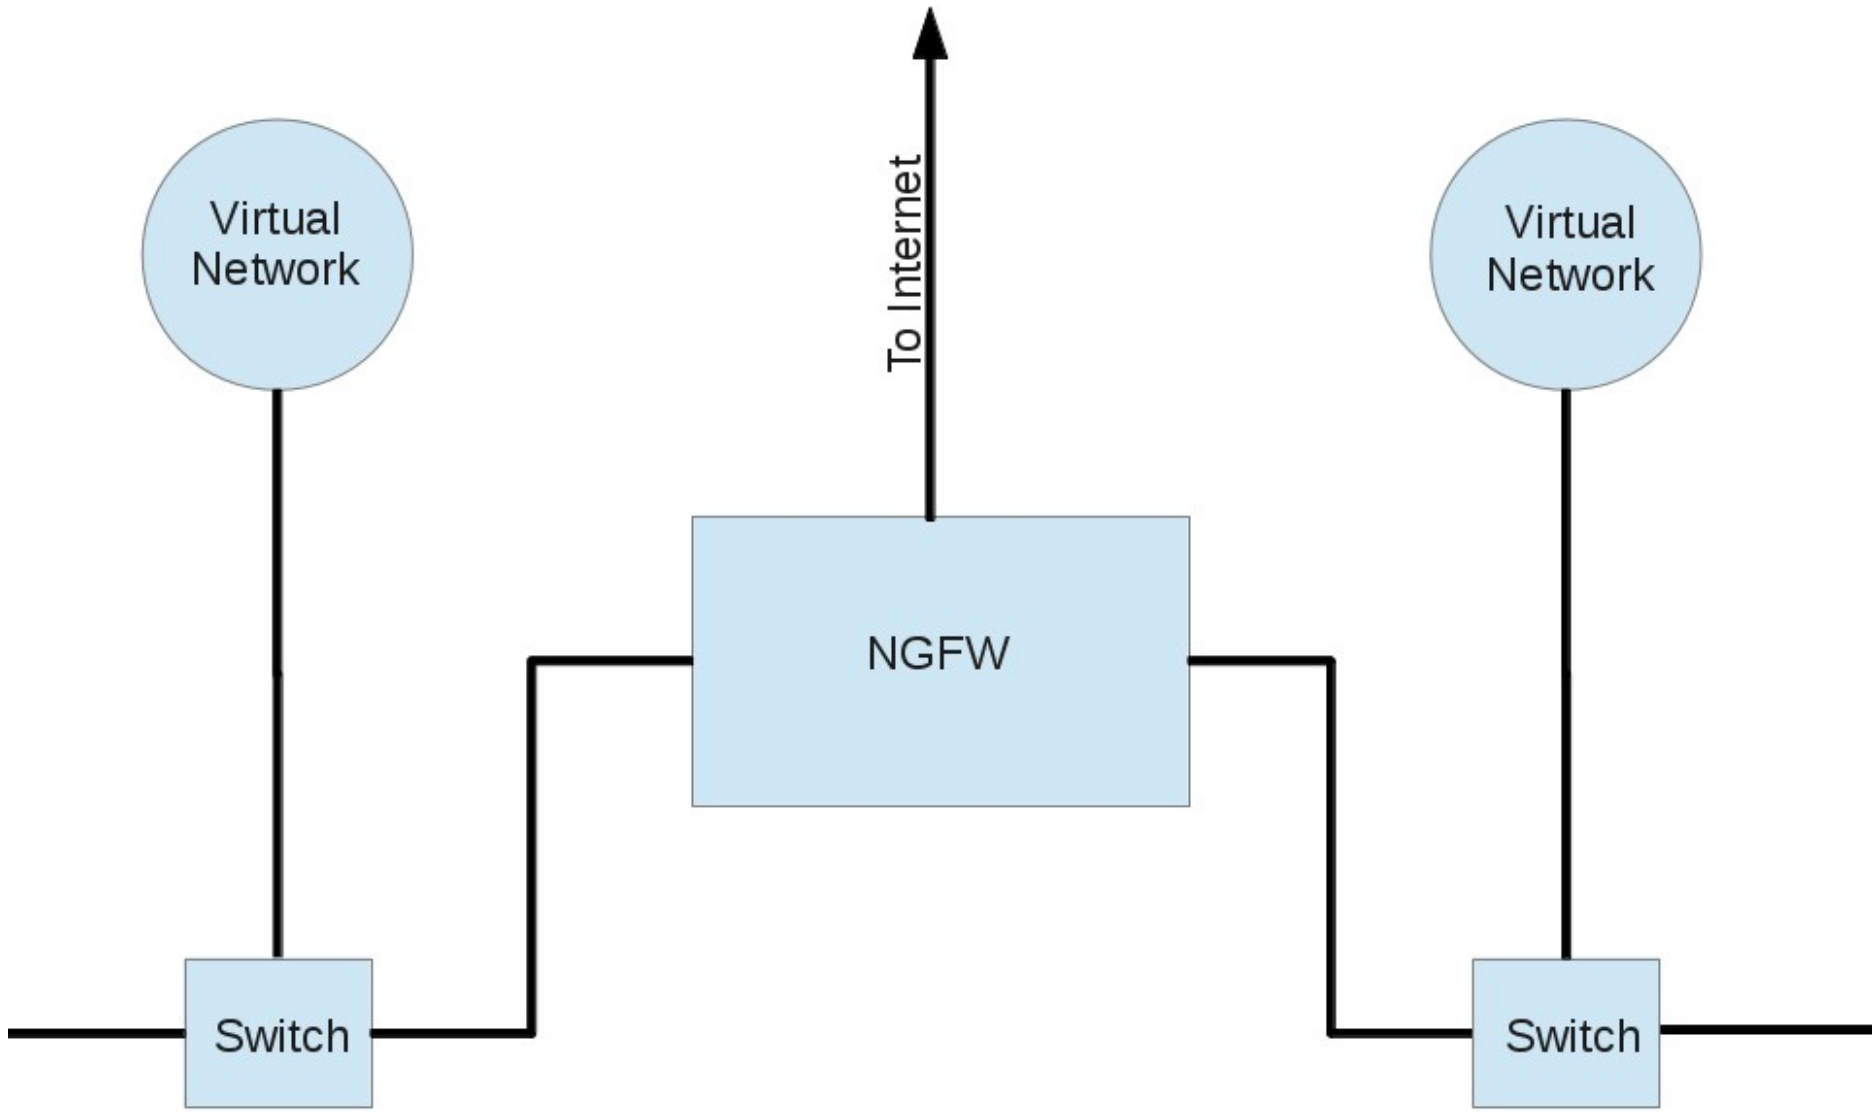 Virtual
Network
To Internet
Virtual
Network
NGFW
Switch
Switch